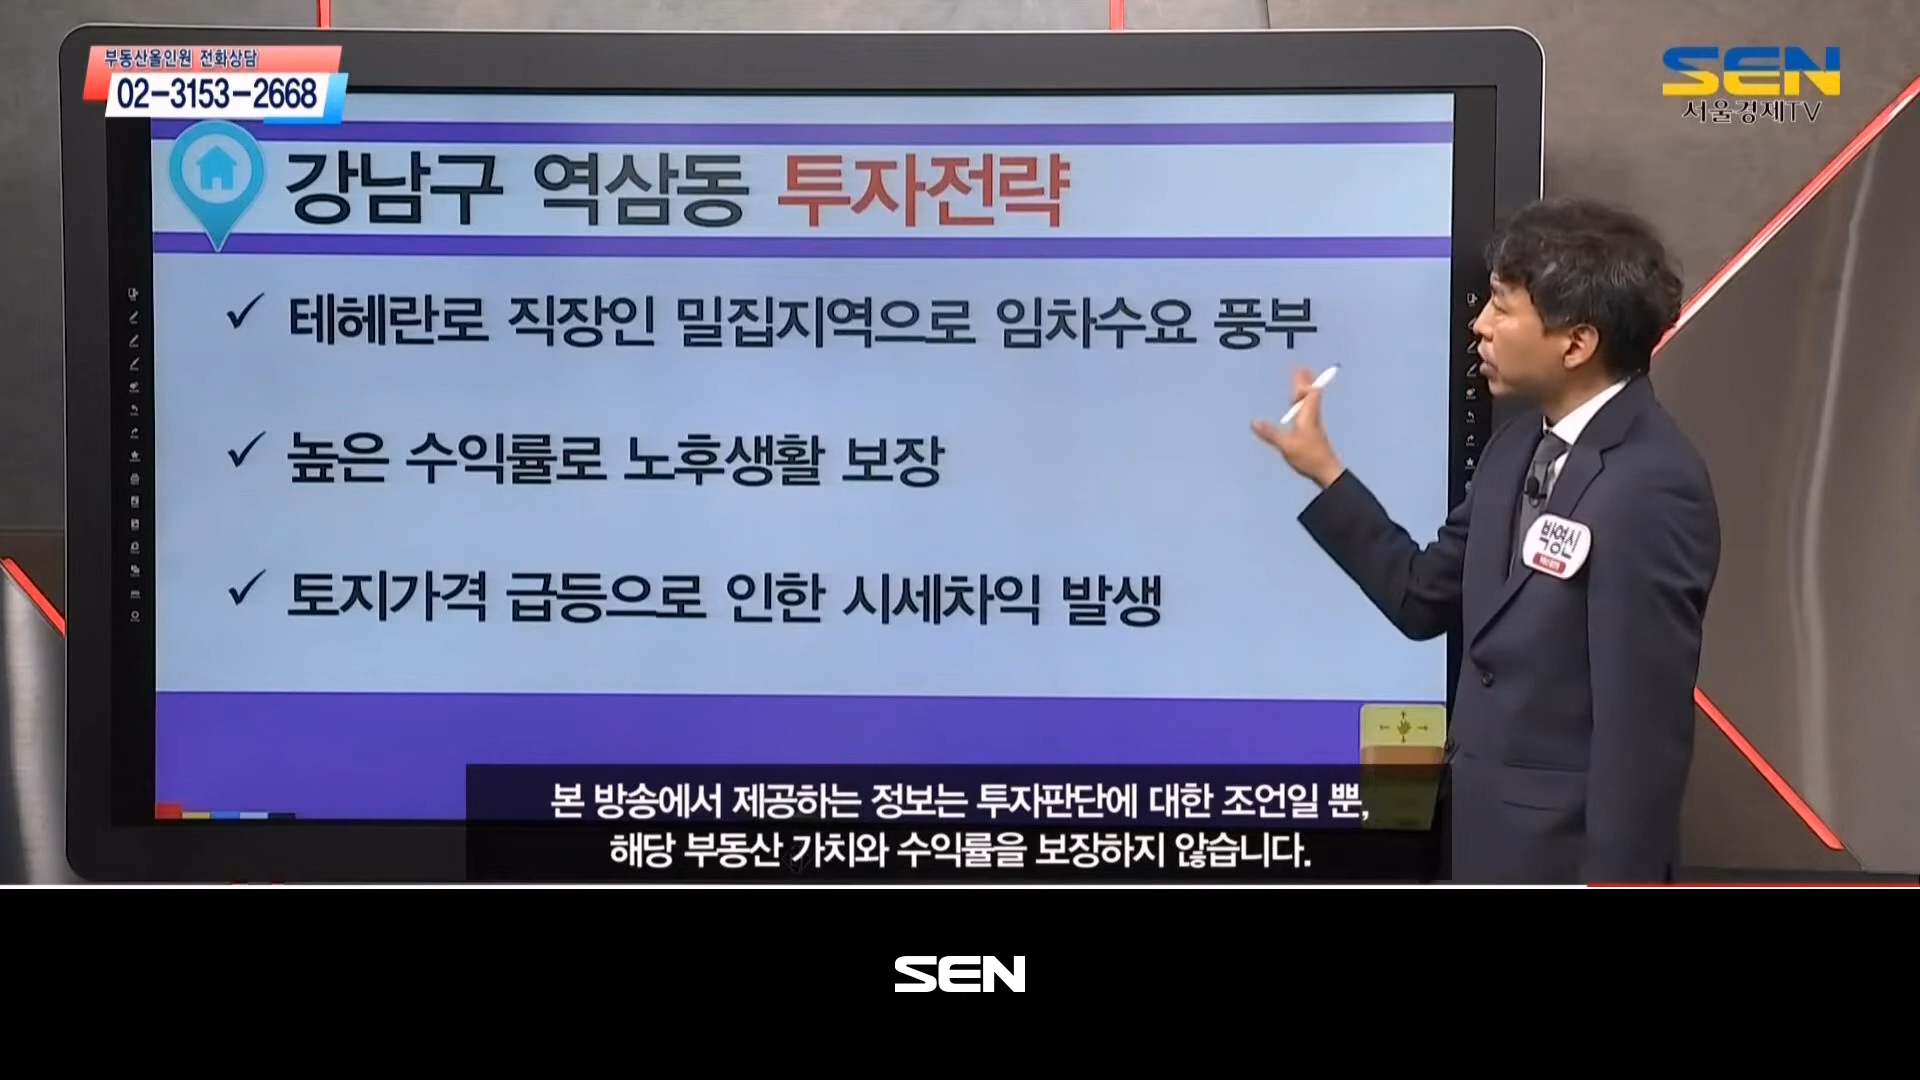 부동산올인원 전화상담
02-3153-2668
SEN
서울경제TV
강남구 역삼동 투자전략
✓ 테헤란로 직장인 밀집지역으로 임차수요 풍부
✓ 높은 수익률로 노후생활 보장
✓ 토지가격 급등으로 인한 시세차익 발생
박영신
본 방송에서 제공하는 정보는 투자판단에 대한 조언일 뿐,
해당 부동산 가치와 수익률을 보장하지 않습니다.
SEN